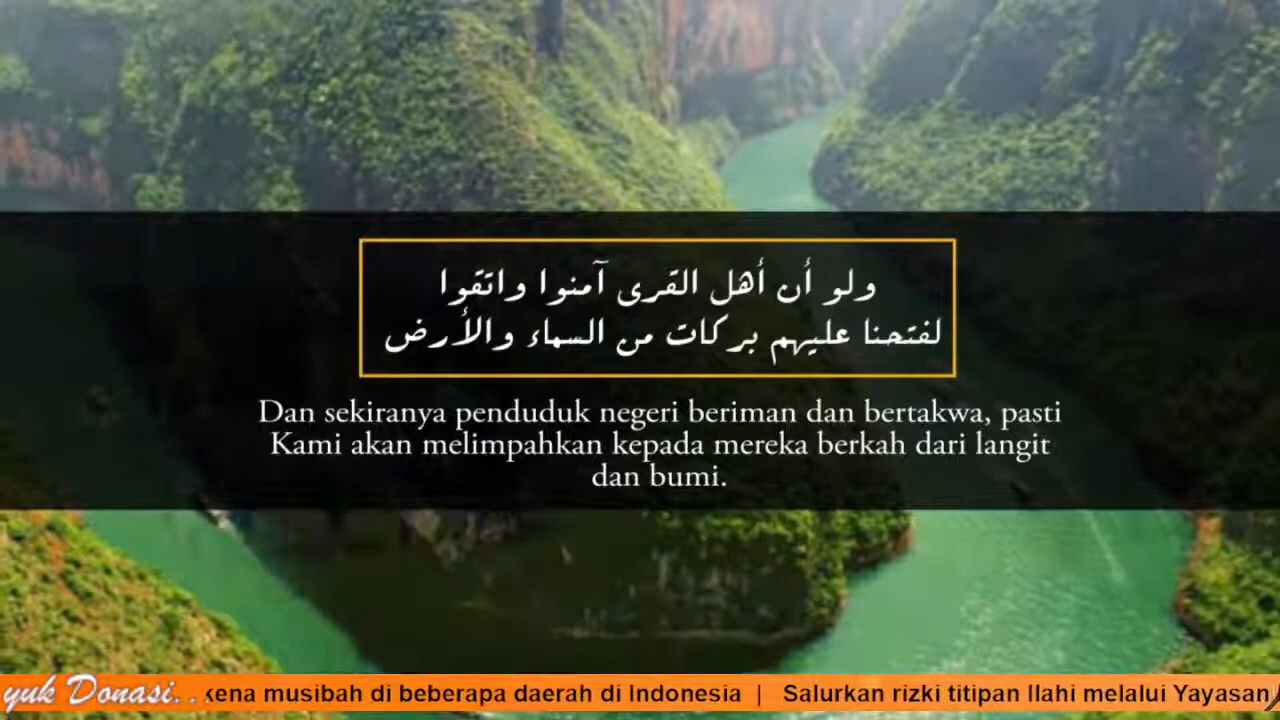 ولو أن أهل القرى آمنوا واتقوا
لفتحنا عليهم بركات من السماء والأرض
Dan sekiranya penduduk negeri beriman dan bertakwa, pasti
Kami akan melimpahkan kepada mereka berkah dari langit
dan bumi.
yuk Donasi. . kena musibah di beberapa daerah di Indonesia | Salurkan rizki titipan Ilahi melalui Yayasan